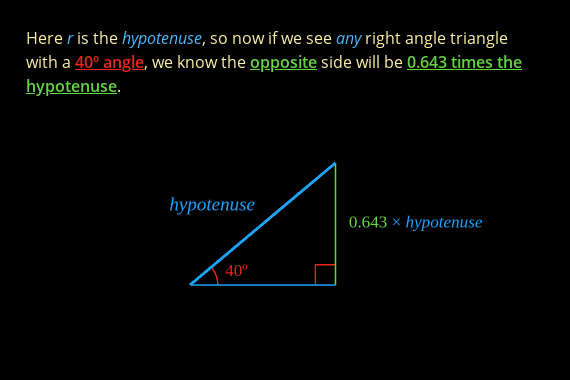 Here r is the hypotenuse, so now if we see any right angle triangle
with a 40º angle, we know the opposite side will be 0.643 times the
hypotenuse.
hypotenuse
0.643 × hypotenuse
40º